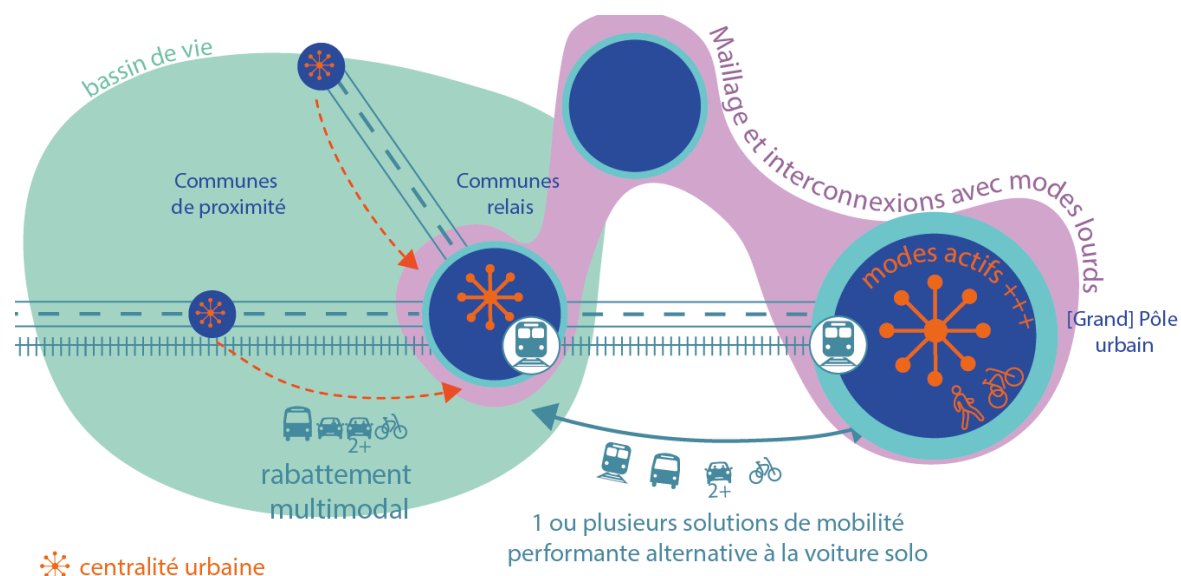 bassin de vie
Maillage et interconnexions avec modes lourds
Communes
de proximité
Communes
relais
modes actifs +++
[Grand] Pôle
urbain
2+
rabattement
multimodal
2+
1 ou plusieurs solutions de mobilité
performante alternative à la voiture solo
centralité urbaine